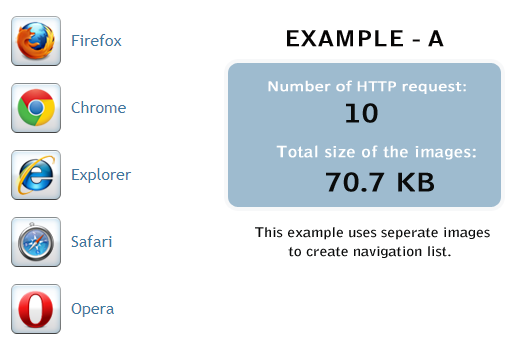 Firefox
Chrome
Explorer
Safari
Opera
EXAMPLE - A
Number of HTTP request:
10
Total size of the images:
70.7 KB
This example uses seperate images
to create navigation list.